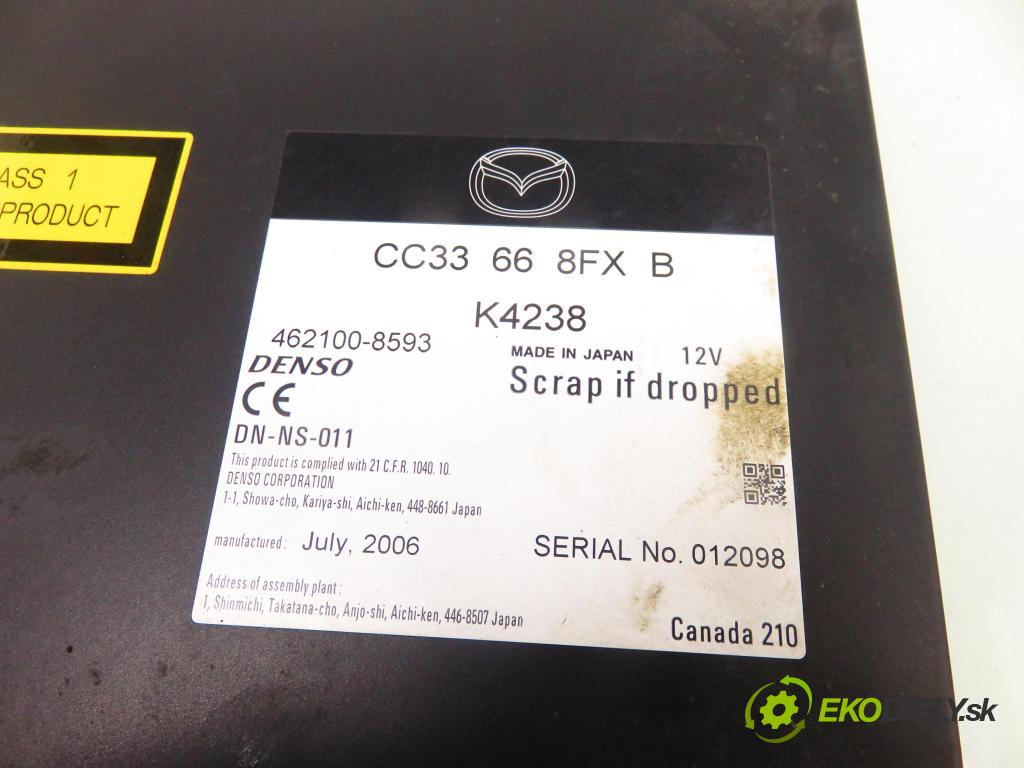 ASS 1
PRODUCT
CC33 66 8FX B
K4238
462100-8593
MADE IN JAPAN 12V
DENSO
Scrap if dropped
CE
DN-NS-011
This product is complied with 21 C.F.R. 1040. 10.
DENSO CORPORATION
1-1, Showa-cho, Kariya-shi, Aichi-ken, 448-8661 Japan
manufactured: July, 2006
SERIAL No. 012098
Address of assembly plant:
1, Shinmichi, Takatana-cho, Anjo-shi, Aichi-ken, 446-8507 Japan
Canada 210